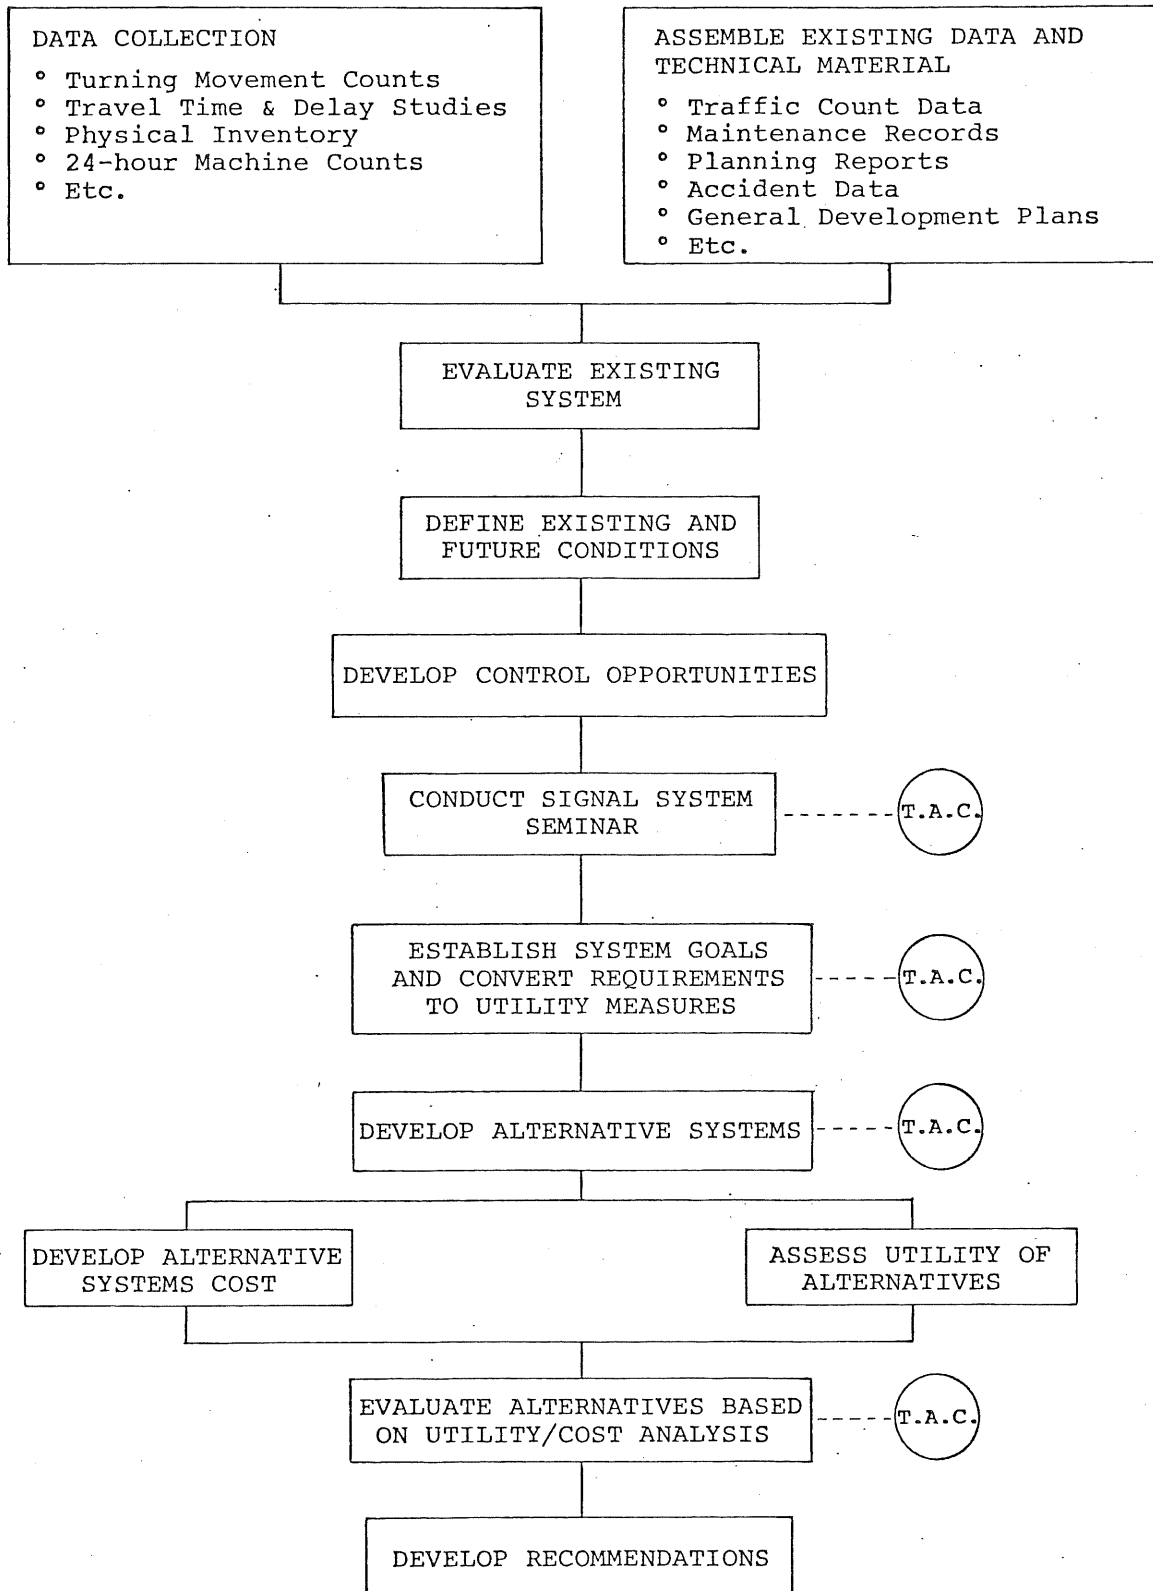 DATA COLLECTION
° Turning Movement Counts
° Travel Time & Delay Studies
° Physical Inventory
° 24-hour Machine Counts
° Etc.
ASSEMBLE EXISTING DATA AND
TECHNICAL MATERIAL
° Traffic Count Data
° Maintenance Records
° Planning Reports
° Accident Data
° General Development Plans
° Etc.
EVALUATE EXISTING
SYSTEM
DEFINE EXISTING AND
FUTURE CONDITIONS
DEVELOP CONTROL OPPORTUNITIES
CONDUCT SIGNAL SYSTEM
SEMINAR
T.A.C.
ESTABLISH SYSTEM GOALS
AND CONVERT REQUIREMENTS
TO UTILITY MEASURES
T.A.C.
DEVELOP ALTERNATIVE SYSTEMS
T.A.C.
DEVELOP ALTERNATIVE
SYSTEMS COST
ASSESS UTILITY OF
ALTERNATIVES
EVALUATE ALTERNATIVES BASED
ON UTILITY/COST ANALYSIS
T.A.C.
DEVELOP RECOMMENDATIONS